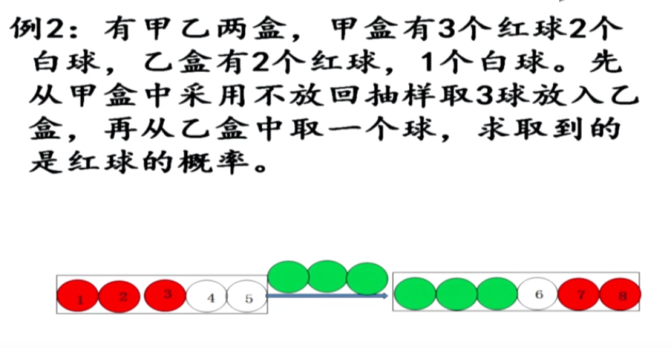 例2：有甲乙两盒，甲盒有3个红球2个
白球，乙盒有2个红球，1个白球。先
从甲盒中采用不放回抽样取3球放入乙
盒，再从乙盒中取一个球，求取到的
是红球的概率。
1 2 3 4 5 6 7 8